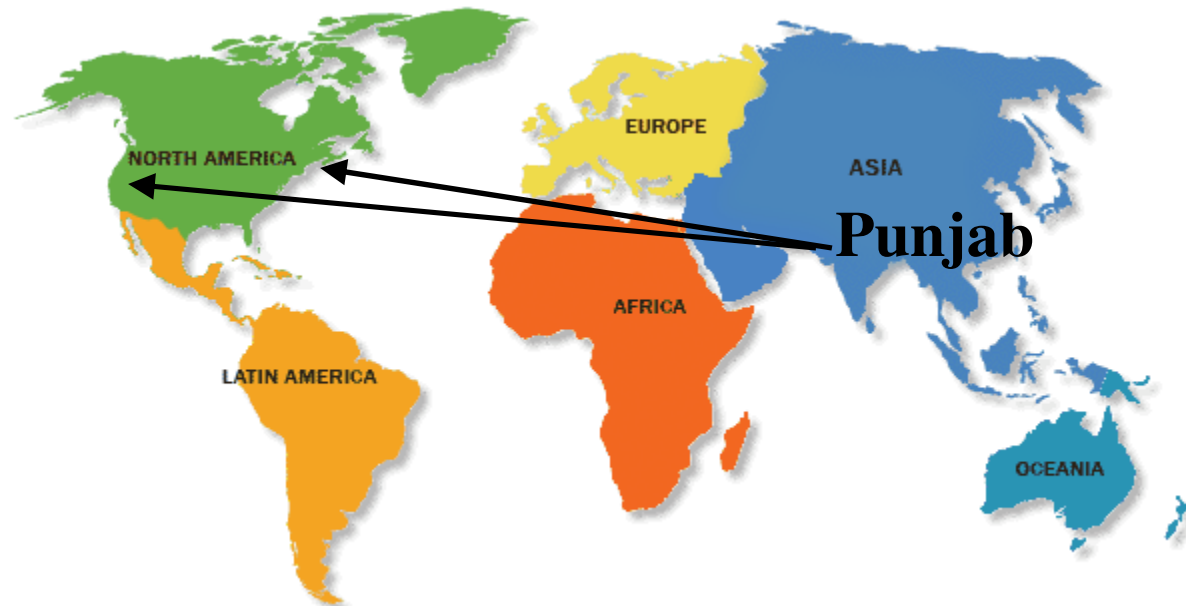 EUROPE
NORTH AMERICA
ASIA
Punjab
AFRICA
LATIN AMERICA
OCEANIA